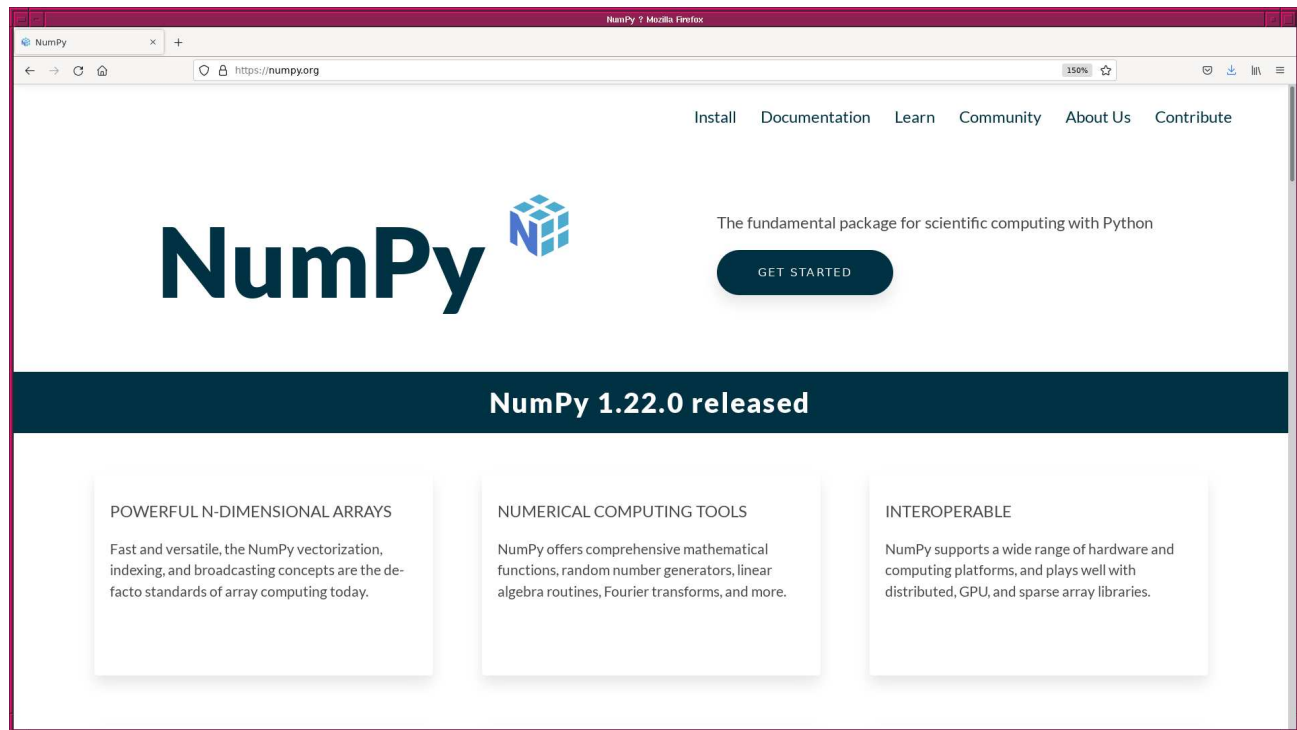 NumPy ? Mozilla Firefox
NumPy
https://numpy.org
150%
Install Documentation Learn Community About Us Contribute
NumPy
The fundamental package for scientific computing with Python
GET STARTED
NumPy 1.22.0 released
POWERFUL N-DIMENSIONAL ARRAYS
Fast and versatile, the NumPy vectorization,
indexing, and broadcasting concepts are the de-
facto standards of array computing today.
NUMERICAL COMPUTING TOOLS
NumPy offers comprehensive mathematical
functions, random number generators, linear
algebra routines, Fourier transforms, and more.
INTEROPERABLE
NumPy supports a wide range of hardware and
computing platforms, and plays well with
distributed, GPU, and sparse array libraries.